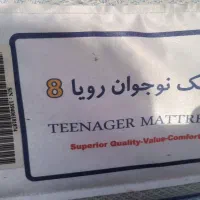 ک نوجوان رویا 8
TEENAGER MATTRE
Superior Quality-Value-Comfort